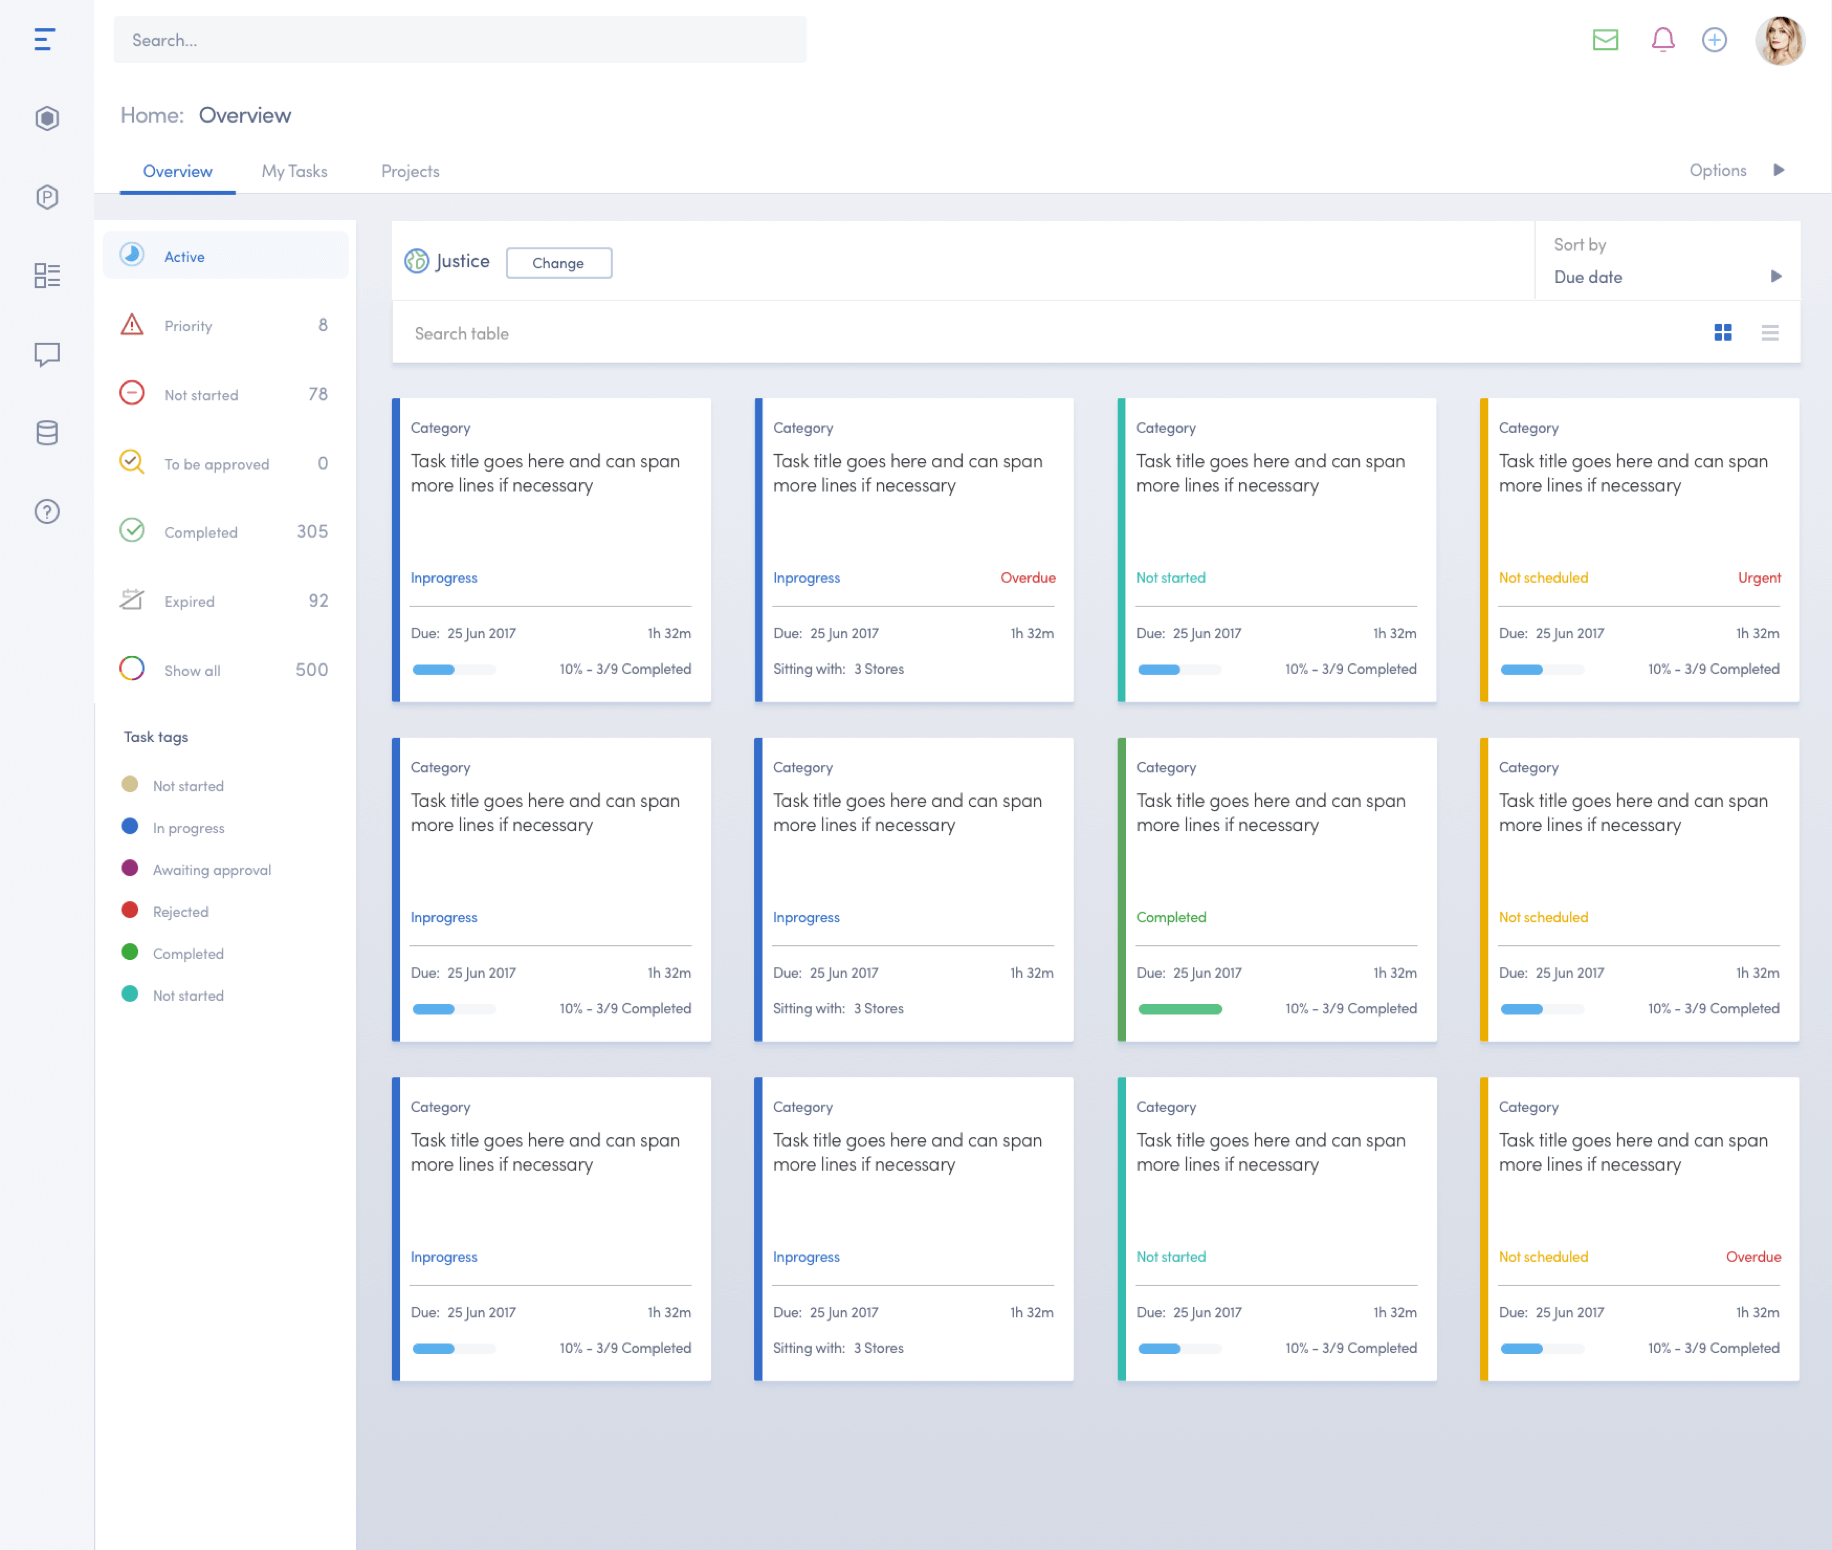 Search...
Home: Overview
Overview
My Tasks
Projects
Options
Active
Priority 8
Not started 78
To be approved 0
Completed 305
Expired 92
Show all 500
Task tags
Not started
In progress
Awaiting approval
Rejected
Completed
Not started
Justice
Change
Sort by
Due date
Search table
Category
Task title goes here and can span
more lines if necessary
Inprogress
Due: 25 Jun 2017 1h 32m
10% - 3/9 Completed
Category
Task title goes here and can span
more lines if necessary
Inprogress Overdue
Due: 25 Jun 2017 1h 32m
Sitting with: 3 Stores
Category
Task title goes here and can span
more lines if necessary
Not started
Due: 25 Jun 2017 1h 32m
10% - 3/9 Completed
Category
Task title goes here and can span
more lines if necessary
Not scheduled Urgent
Due: 25 Jun 2017 1h 32m
10% - 3/9 Completed
Category
Task title goes here and can span
more lines if necessary
Inprogress
Due: 25 Jun 2017 1h 32m
10% - 3/9 Completed
Category
Task title goes here and can span
more lines if necessary
Inprogress
Due: 25 Jun 2017 1h 32m
Sitting with: 3 Stores
Category
Task title goes here and can span
more lines if necessary
Completed
Due: 25 Jun 2017 1h 32m
10% - 3/9 Completed
Category
Task title goes here and can span
more lines if necessary
Not scheduled
Due: 25 Jun 2017 1h 32m
10% - 3/9 Completed
Category
Task title goes here and can span
more lines if necessary
Inprogress
Due: 25 Jun 2017 1h 32m
10% - 3/9 Completed
Category
Task title goes here and can span
more lines if necessary
Inprogress
Due: 25 Jun 2017 1h 32m
Sitting with: 3 Stores
Category
Task title goes here and can span
more lines if necessary
Not started
Due: 25 Jun 2017 1h 32m
10% - 3/9 Completed
Category
Task title goes here and can span
more lines if necessary
Not scheduled Overdue
Due: 25 Jun 2017 1h 32m
10% - 3/9 Completed